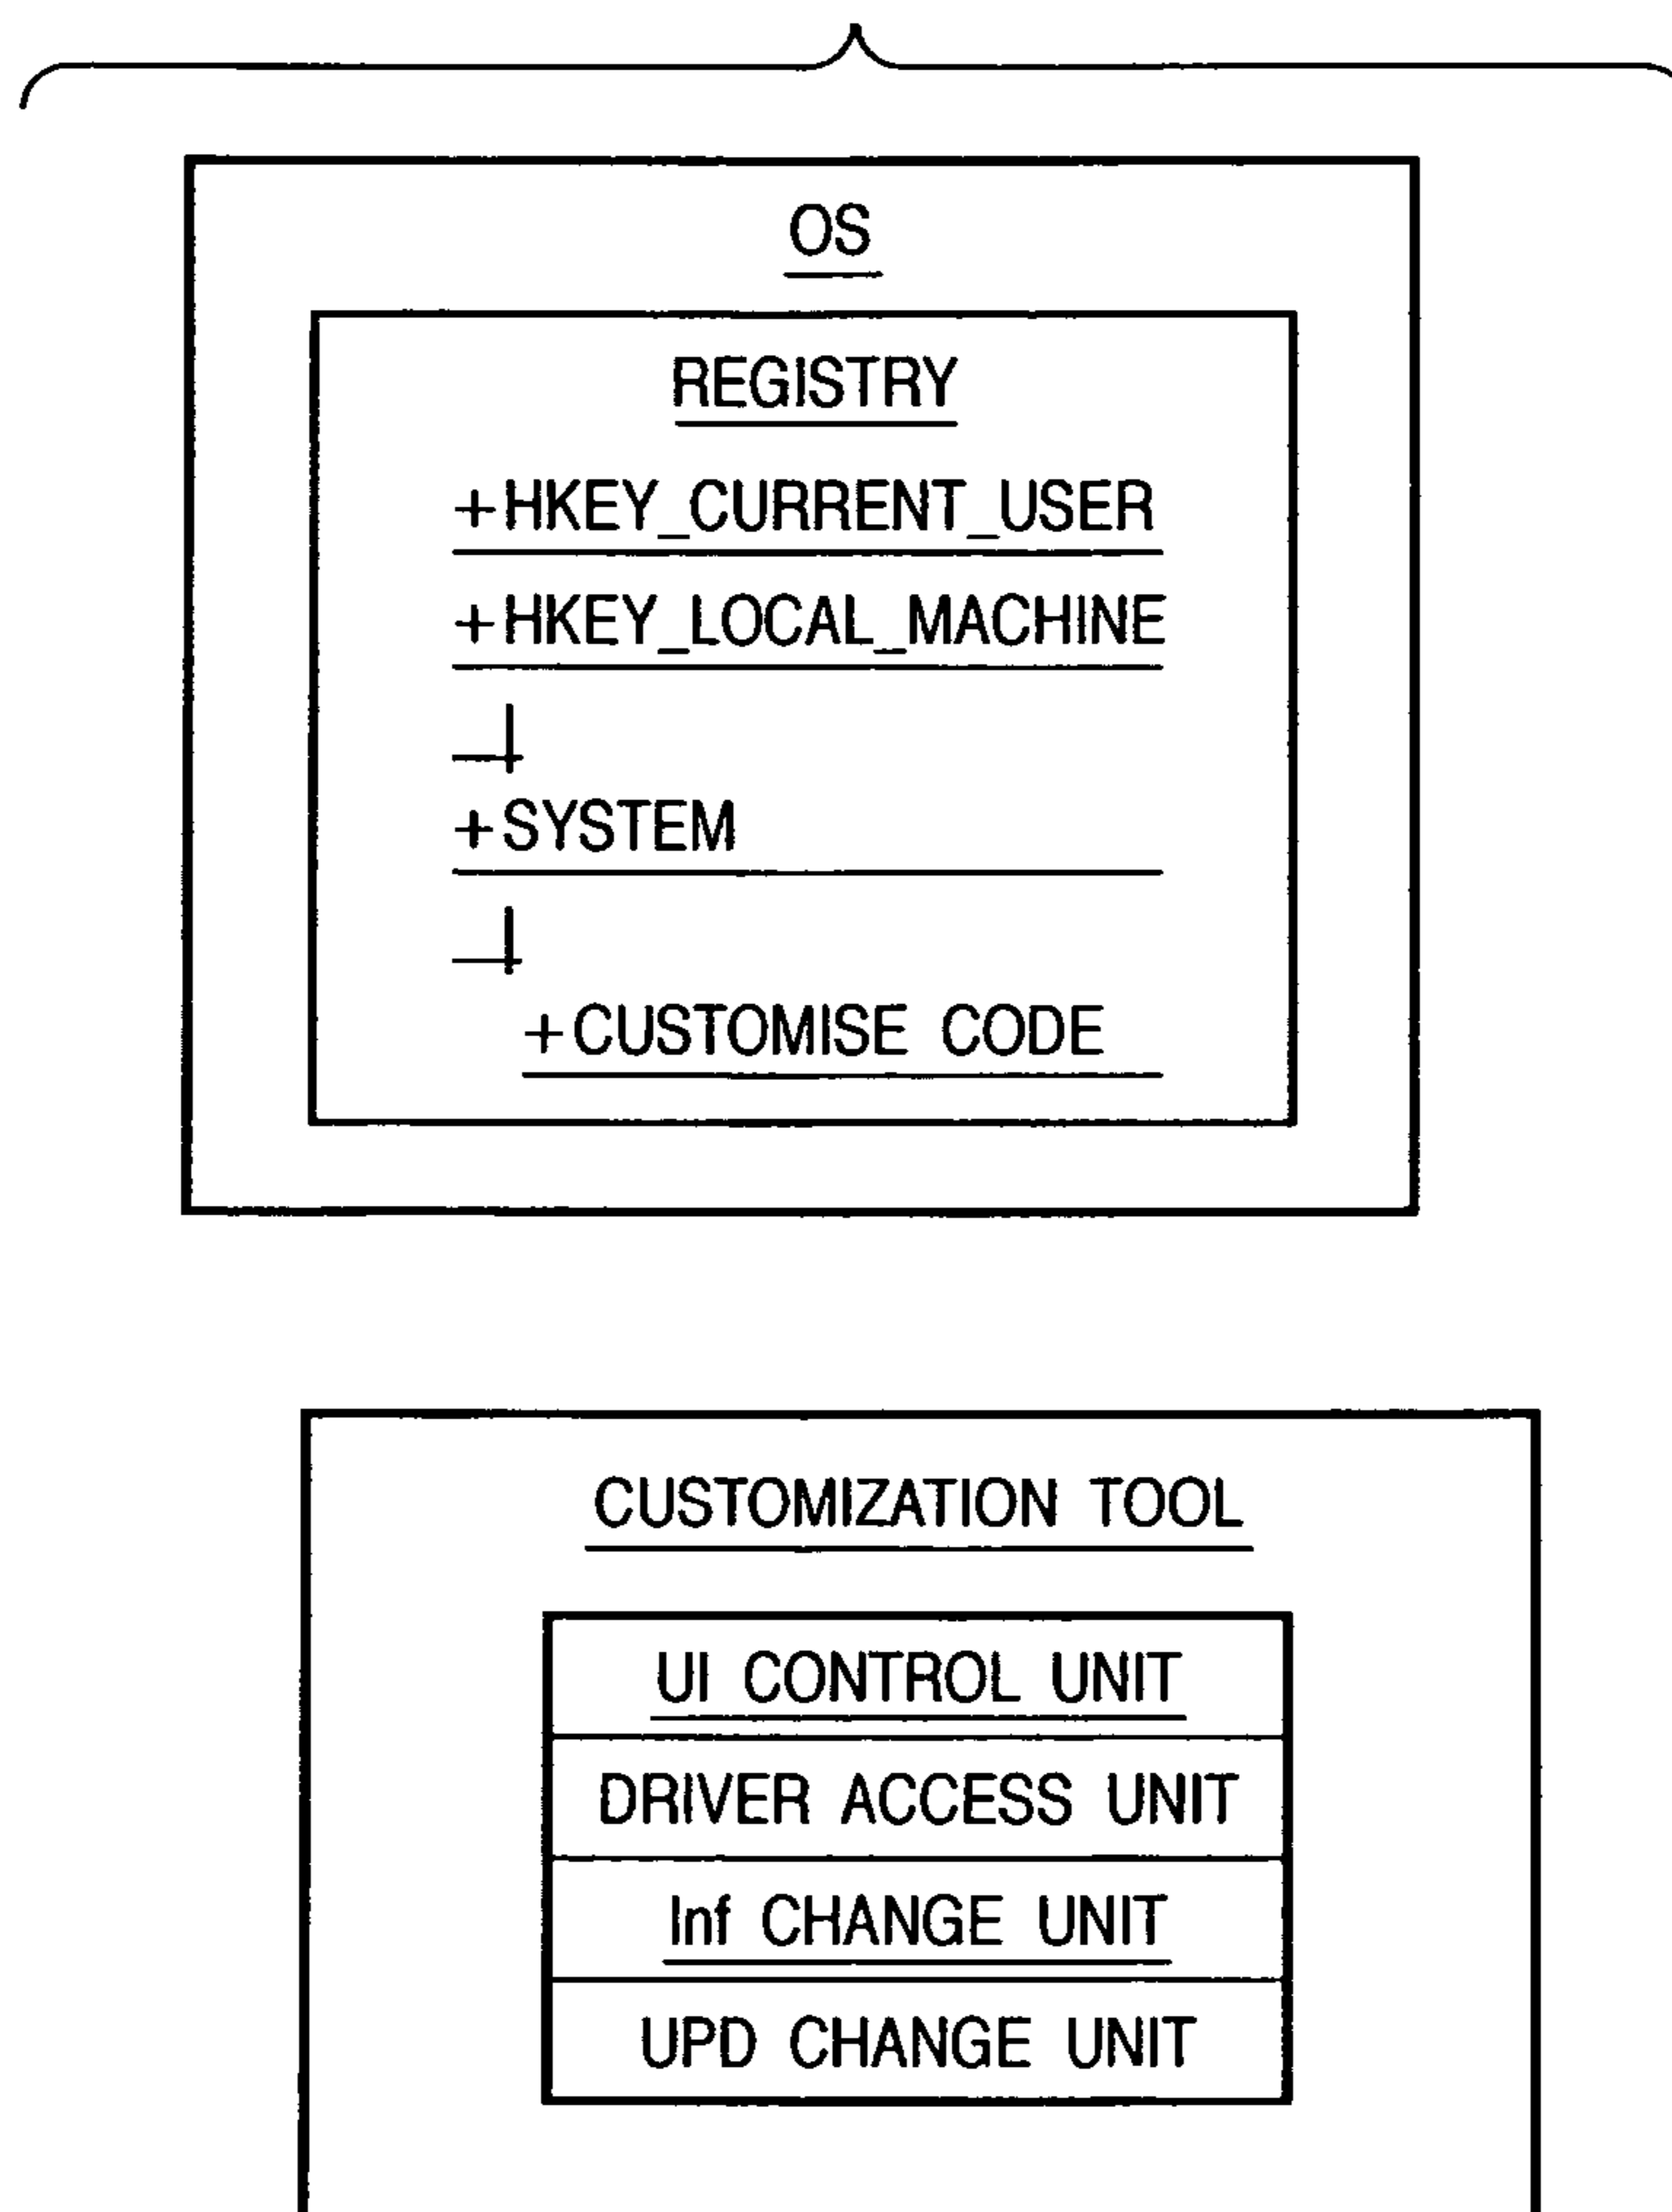 OS
REGISTRY
+HKEY_CURRENT_USER
+HKEY_LOCAL_MACHINE
+SYSTEM
+CUSTOMISE CODE
CUSTOMIZATION TOOL
UI CONTROL UNIT
DRIVER ACCESS UNIT
Inf CHANGE UNIT
UPD CHANGE UNIT